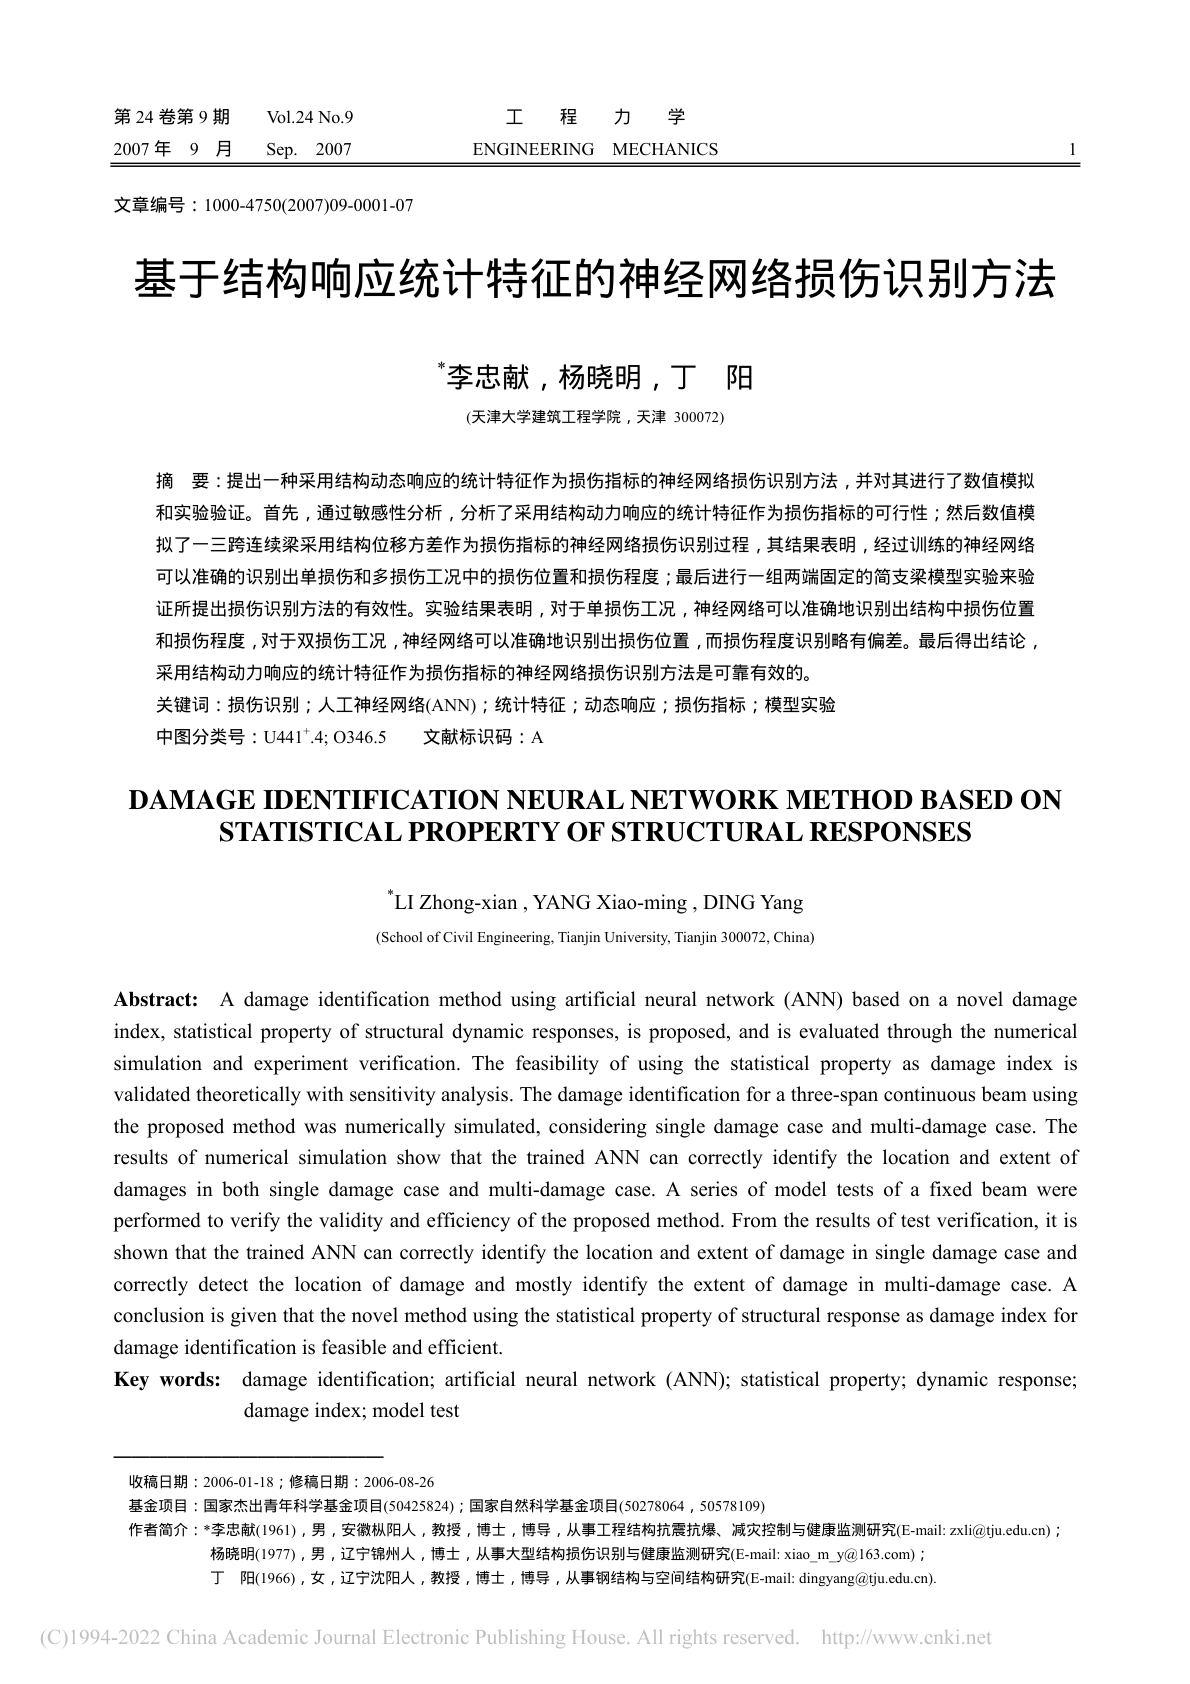 第 24 卷第 9 期 Vol.24 No.9 工 程 力 学
2007 年 9 月 Sep. 2007 ENGINEERING MECHANICS 1
文章编号：1000-4750(2007)09-0001-07
基于结构响应统计特征的神经网络损伤识别方法
*李忠献，杨晓明，丁 阳
(天津大学建筑工程学院，天津 300072)
摘 要：提出一种采用结构动态响应的统计特征作为损伤指标的神经网络损伤识别方法，并对其进行了数值模拟
和实验验证。首先，通过敏感性分析，分析了采用结构动力响应的统计特征作为损伤指标的可行性；然后数值模
拟了一三跨连续梁采用结构位移方差作为损伤指标的神经网络损伤识别过程，其结果表明，经过训练的神经网络
可以准确的识别出单损伤和多损伤工况中的损伤位置和损伤程度；最后进行一组两端固定的简支梁模型实验来验
证所提出损伤识别方法的有效性。实验结果表明，对于单损伤工况，神经网络可以准确地识别出结构中损伤位置
和损伤程度，对于双损伤工况，神经网络可以准确地识别出损伤位置，而损伤程度识别略有偏差。最后得出结论，
采用结构动力响应的统计特征作为损伤指标的神经网络损伤识别方法是可靠有效的。
关键词：损伤识别；人工神经网络(ANN)；统计特征；动态响应；损伤指标；模型实验
中图分类号：U441+.4; O346.5 文献标识码：A
DAMAGE IDENTIFICATION NEURAL NETWORK METHOD BASED ON
STATISTICAL PROPERTY OF STRUCTURAL RESPONSES
*LI Zhong-xian , YANG Xiao-ming , DING Yang
(School of Civil Engineering, Tianjin University, Tianjin 300072, China)
Abstract: A damage identification method using artificial neural network (ANN) based on a novel damage
index, statistical property of structural dynamic responses, is proposed, and is evaluated through the numerical
simulation and experiment verification. The feasibility of using the statistical property as damage index is
validated theoretically with sensitivity analysis. The damage identification for a three-span continuous beam using
the proposed method was numerically simulated, considering single damage case and multi-damage case. The
results of numerical simulation show that the trained ANN can correctly identify the location and extent of
damages in both single damage case and multi-damage case. A series of model tests of a fixed beam were
performed to verify the validity and efficiency of the proposed method. From the results of test verification, it is
shown that the trained ANN can correctly identify the location and extent of damage in single damage case and
correctly detect the location of damage and mostly identify the extent of damage in multi-damage case. A
conclusion is given that the novel method using the statistical property of structural response as damage index for
damage identification is feasible and efficient.
Key words: damage identification; artificial neural network (ANN); statistical property; dynamic response;
damage index; model test
收稿日期：2006-01-18；修稿日期：2006-08-26
基金项目：国家杰出青年科学基金项目(50425824)；国家自然科学基金项目(50278064，50578109)
作者简介：*李忠献(1961)，男，安徽枞阳人，教授，博士，博导，从事工程结构抗震抗爆、减灾控制与健康监测研究(E-mail: zxli@tju.edu.cn)；
杨晓明(1977)，男，辽宁锦州人，博士，从事大型结构损伤识别与健康监测研究(E-mail: xiao_m_y@163.com)；
丁 阳(1966)，女，辽宁沈阳人，教授，博士，博导，从事钢结构与空间结构研究(E-mail: dingyang@tju.edu.cn).
(C)1994-2022 China Academic Journal Electronic Publishing House. All rights reserved. http://www.cnki.net